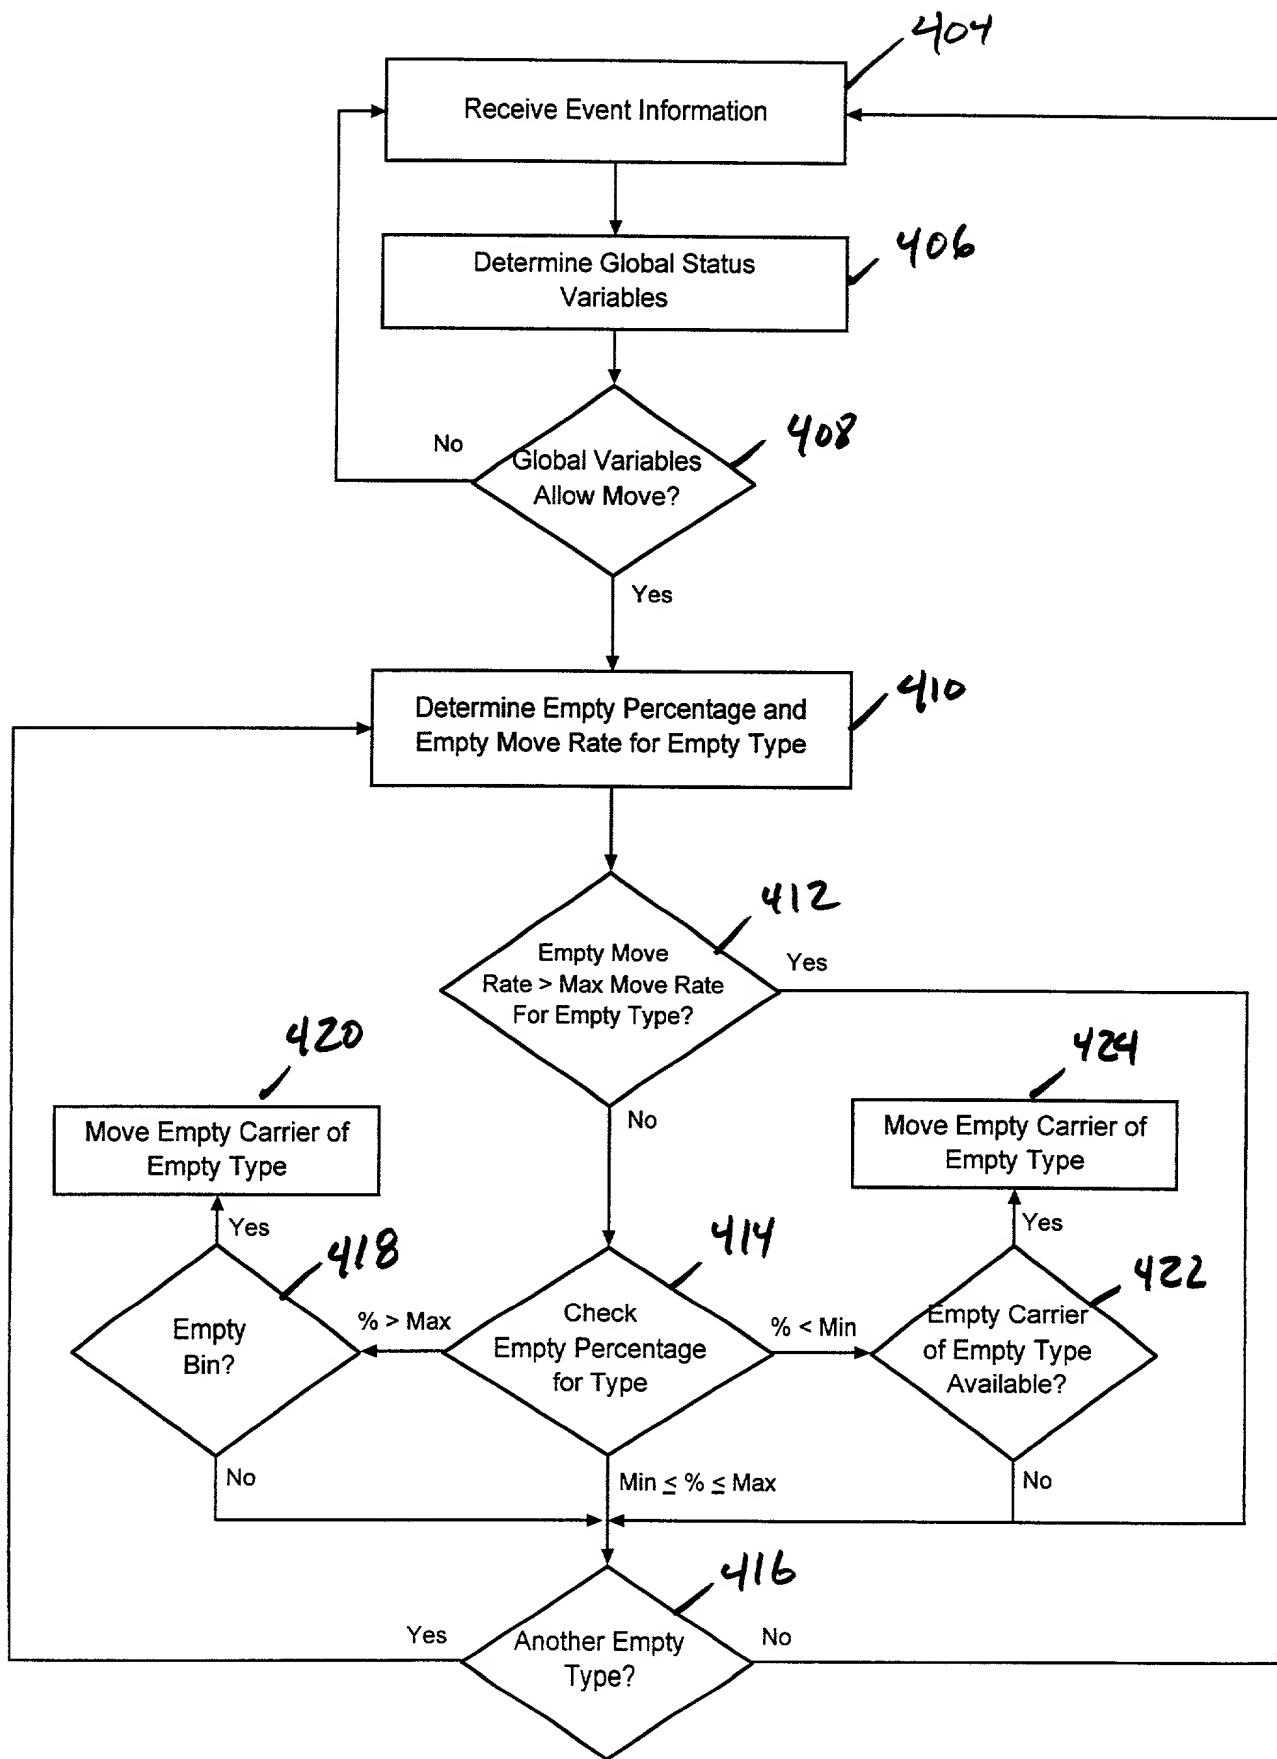 404
Receive Event Information
406
Determine Global Status
Variables
408
No
Global Variables
Allow Move?
Yes
410
Determine Empty Percentage and
Empty Move Rate for Empty Type
412
Empty Move
Rate > Max Move Rate
For Empty Type?
Yes
420
424
Move Empty Carrier of
Empty Type
No
Move Empty Carrier of
Empty Type
Yes
418
414
Yes
422
Empty
Bin?
% > Max
Check
Empty Percentage
for Type
% < Min
Empty Carrier
of Empty Type
Available?
No
Min ≤ % ≤ Max
No
416
Yes
Another Empty
Type?
No